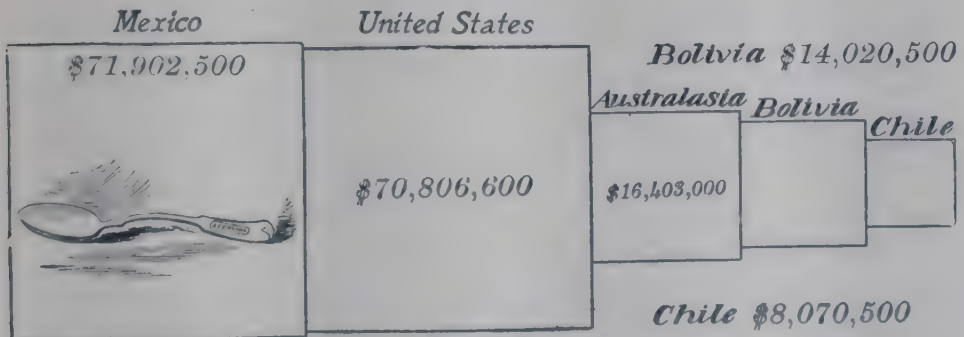 Mexico
United States
$71,902,500
Bolivia $14,020,500
Australasia
Bolivia
Chile
$70,806,600
$16,403,000
Chile $8,070,500